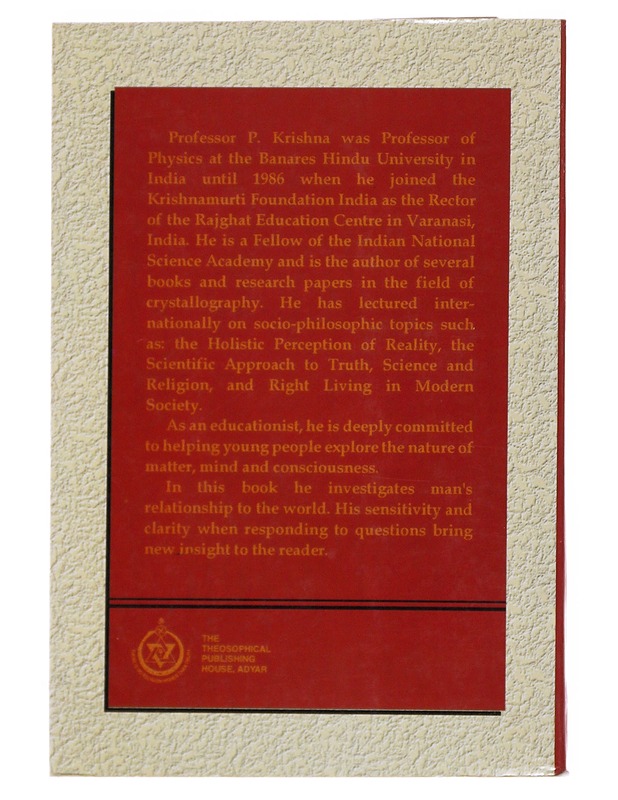 Professor P. Krishna was Professor of
Physics at the Banares Hindu University in
India until 1986 when he joined the
Krishnamurti Foundation India as the Rector
of the Rajghat Education Centre in Varanasi,
India. He is a Fellow of the Indian National
Science Academy and is the author of several
books and research papers in the field of
crystallography. He has lectured inter-
nationally on socio-philosophic topics such
as: the Holistic Perception of Reality, the
Scientific Approach to Truth, Science and
Religion, and Right Living in Modern
Society.
As an educationist, he is deeply committed
to helping young people explore the nature of
matter, mind and consciousness.
In this book he investigates man's
relationship to the world. His sensitivity and
clarity when responding to questions bring
new insight to the reader.
THE
THEOSOPHICAL
PUBLISHING
HOUSE, ADYAR